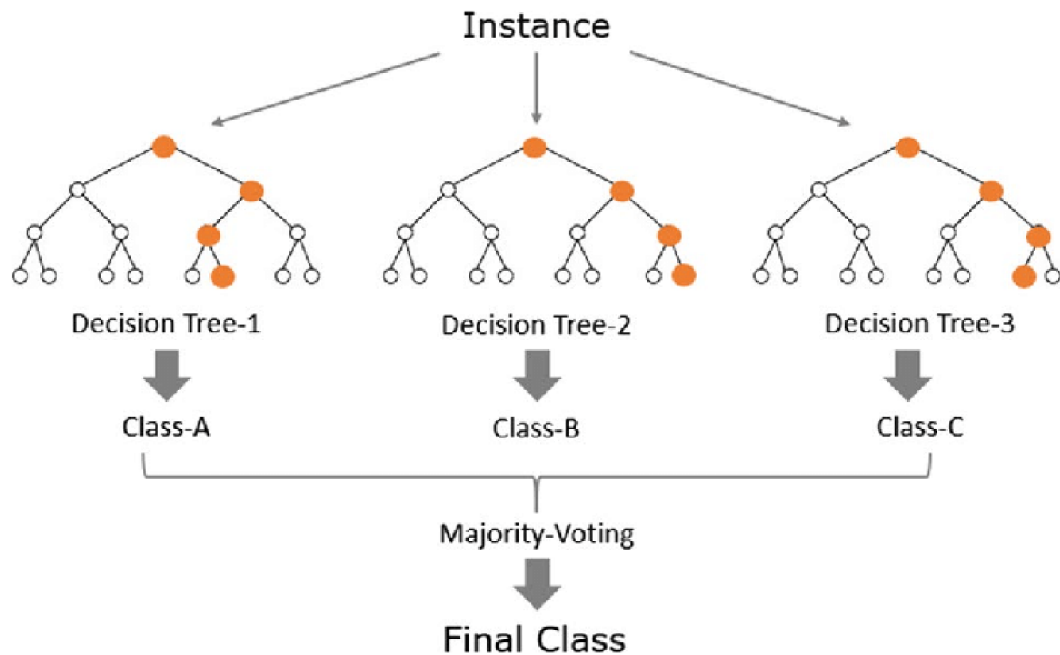 Instance
Decision Tree-1
Decision Tree-2
Decision Tree-3
Class-A
Class-B
Class-C
Majority-Voting
Final Class